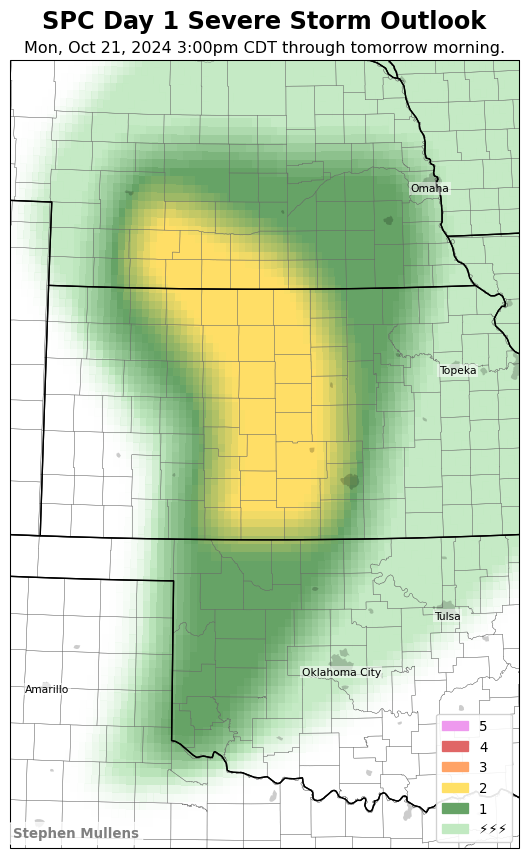 SPC Day 1 Severe Storm Outlook
Mon, Oct 21, 2024 3:00pm CDT through tomorrow morning.
Omaha
Topeka
Tulsa
Oklahoma City
Amarillo
5
4
3
2
1
⚡⚡⚡
Stephen Mullens